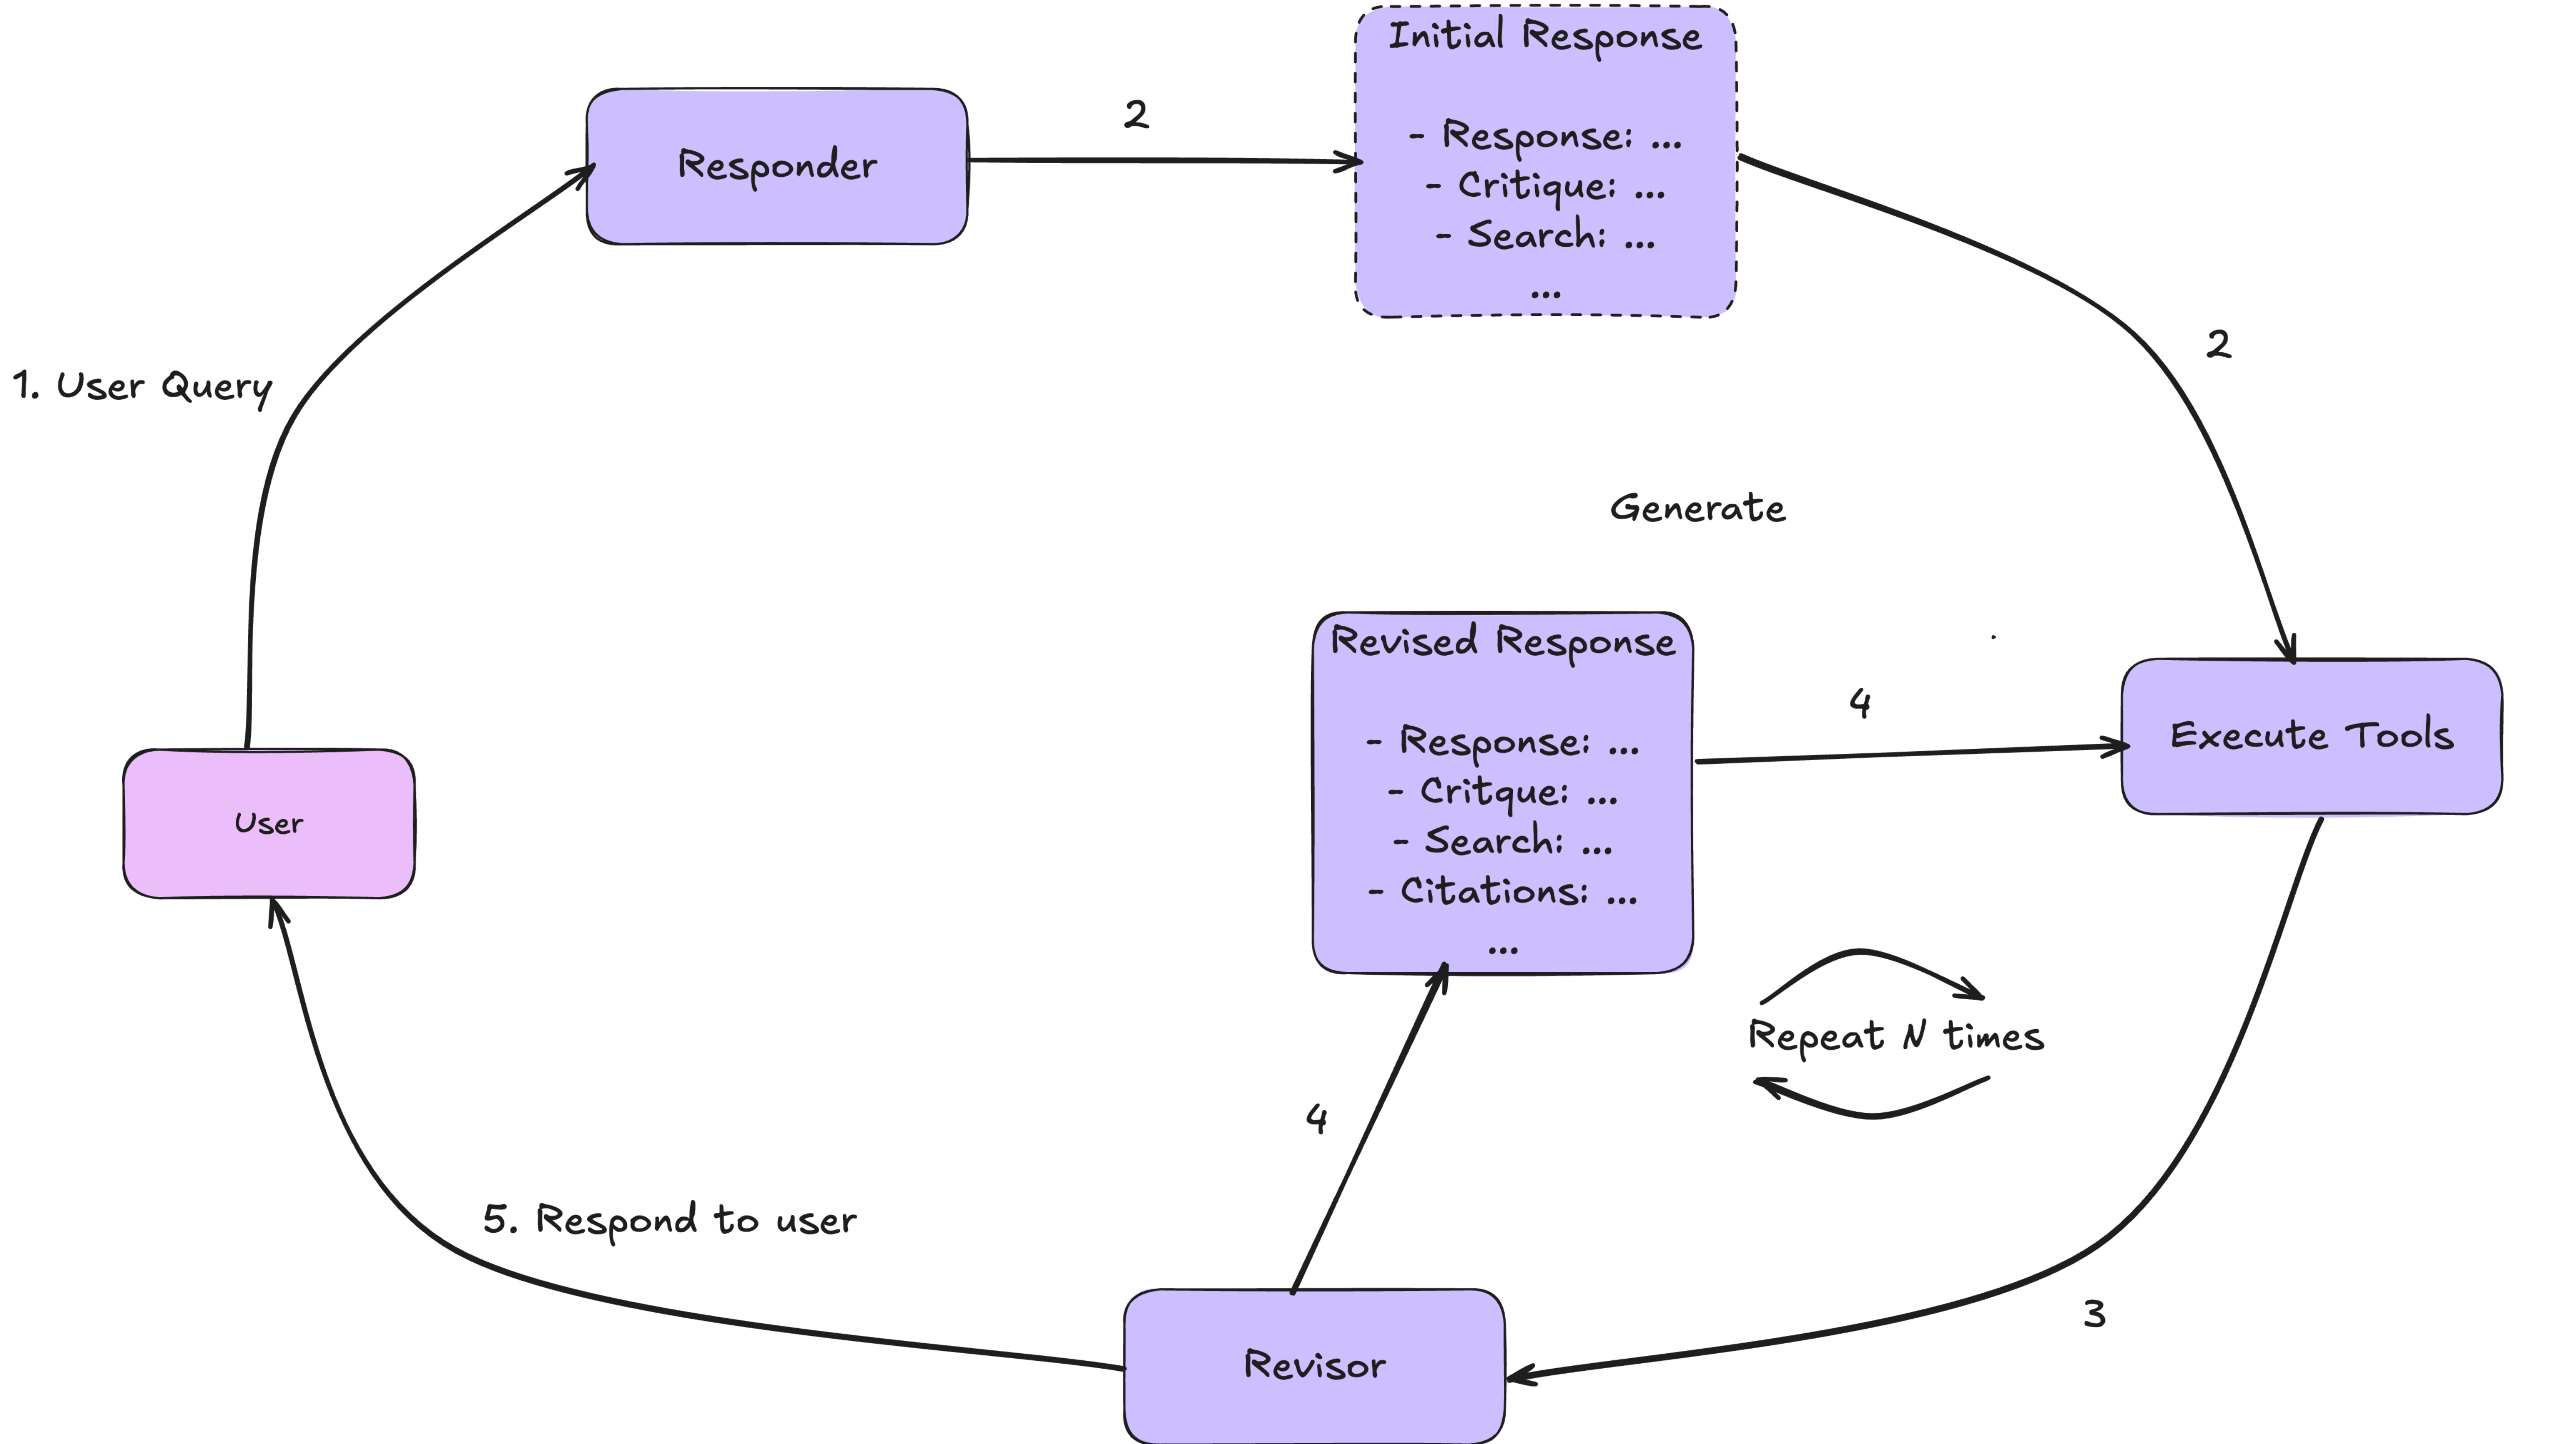 Initial Response
- Response: ...
- Critique: ...
- Search: ...
...
Responder
2
2
1. User Query
Generate
Revised Response
- Response: ...
- Critque: ...
- Search: ...
- Citations: ...
...
4
Execute Tools
User
Repeat N times
4
5. Respond to user
3
Revisor